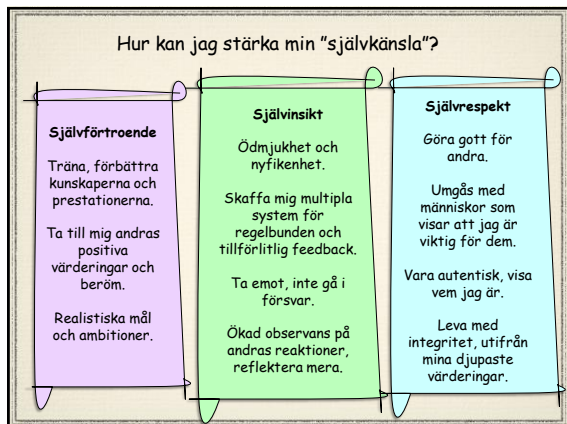 Hur kan jag stärka min ”självkänsla”?
Självförtroende
Träna, förbättra
kunskaperna och
prestationerna.
Ta till mig andras
positiva
värderingar och
beröm.
Realistiska mål
och ambitioner.
Självinsikt
Ödmjukhet och
nyfikenhet.
Skaffa mig multipla
system för
regelbunden och
tillförlitlig feedback.
Ta emot, inte gå i
försvar.
Ökad observans på
andras reaktioner,
reflektera mera.
Självrespekt
Göra gott för
andra.
Umgås med
människor som
visar att jag är
viktig för dem.
Vara autentisk, visa
vem jag är.
Leva med
integritet, utifrån
mina djupaste
värderingar.